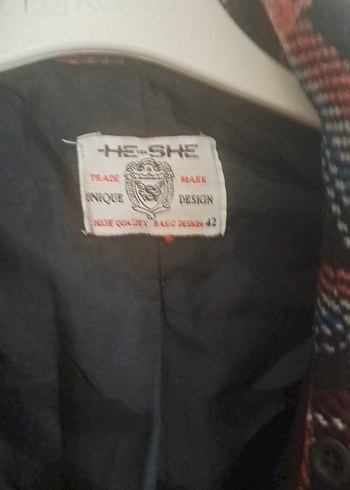 HE SHE
TRADE MARK
UNIQUE DESIGN
HIGH QUALITY BASIC DESIGN 42